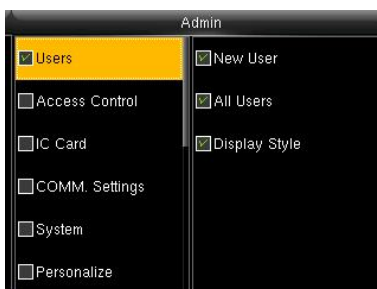 Admin
Users
Access Control
IC Card
COMM. Settings
System
Personalize
New User
All Users
Display Style